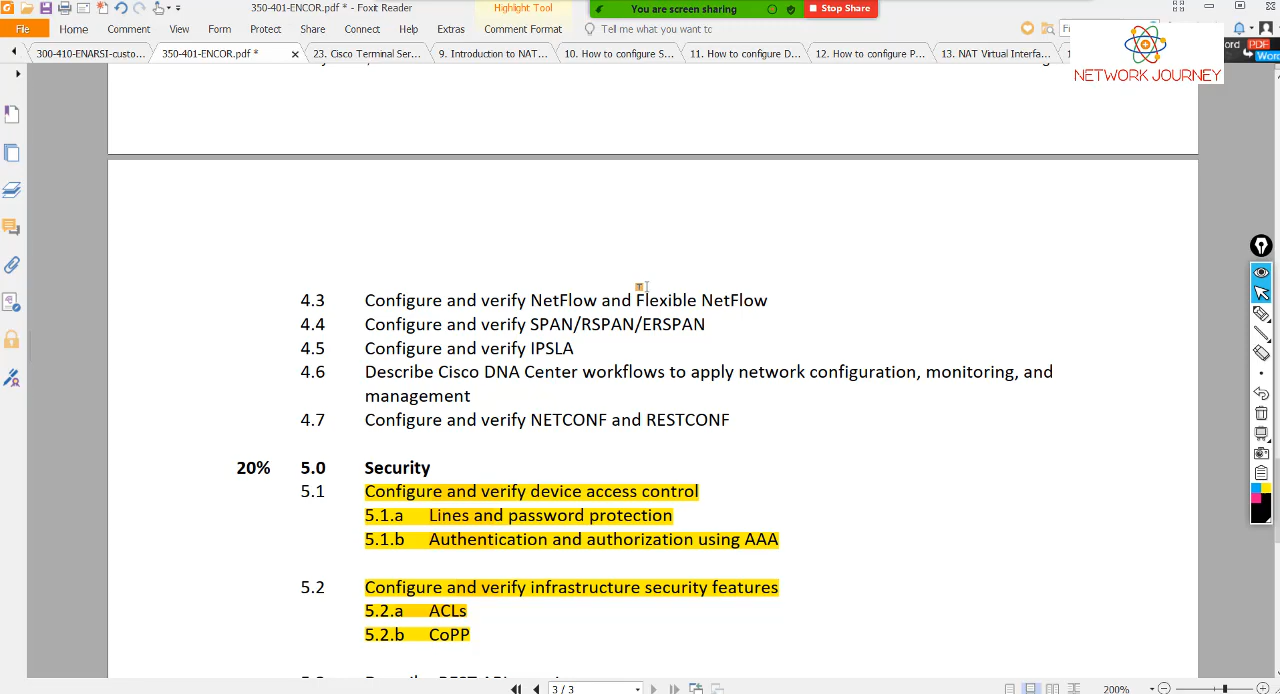 350-401-ENCOR.pdf * - Foxit Reader
Highlight Tool
You are screen sharing
Stop Share
File Home Comment View Form Protect Share Connect Help Extras Comment Format Tell me what you want to
300-410-ENARSI-custo... 350-401-ENCOR.pdf * 23. Cisco Terminal Ser... 9. Introduction to NAT... 10. How to configure S... 11. How to configure D... 12. How to configure P... 13. NAT Virtual Interfa...
PDF
Word
NETWORK JOURNEY
4.3 Configure and verify NetFlow and Flexible NetFlow
4.4 Configure and verify SPAN/RSPAN/ERSPAN
4.5 Configure and verify IPSLA
4.6 Describe Cisco DNA Center workflows to apply network configuration, monitoring, and
management
4.7 Configure and verify NETCONF and RESTCONF
20% 5.0 Security
5.1 Configure and verify device access control
5.1.a Lines and password protection
5.1.b Authentication and authorization using AAA
5.2 Configure and verify infrastructure security features
5.2.a ACLs
5.2.b CoPP
3 / 3
200%